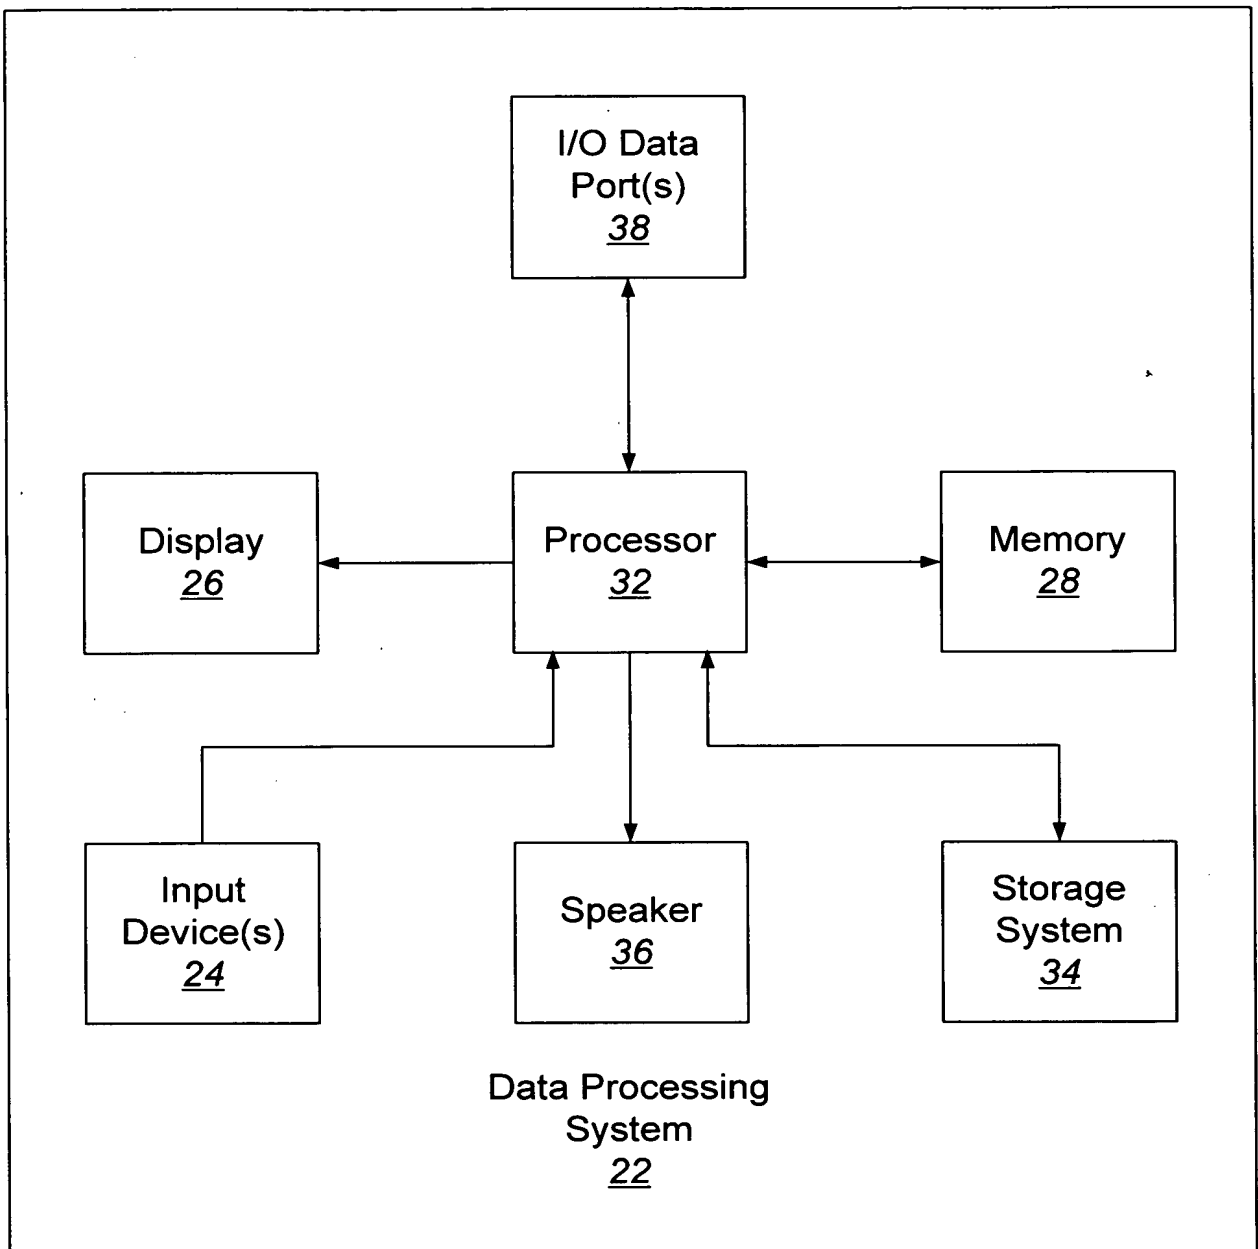 I/O Data
Port(s)
38
Display
26
Processor
32
Memory
28
Input
Device(s)
24
Speaker
36
Storage
System
34
Data Processing
System
22